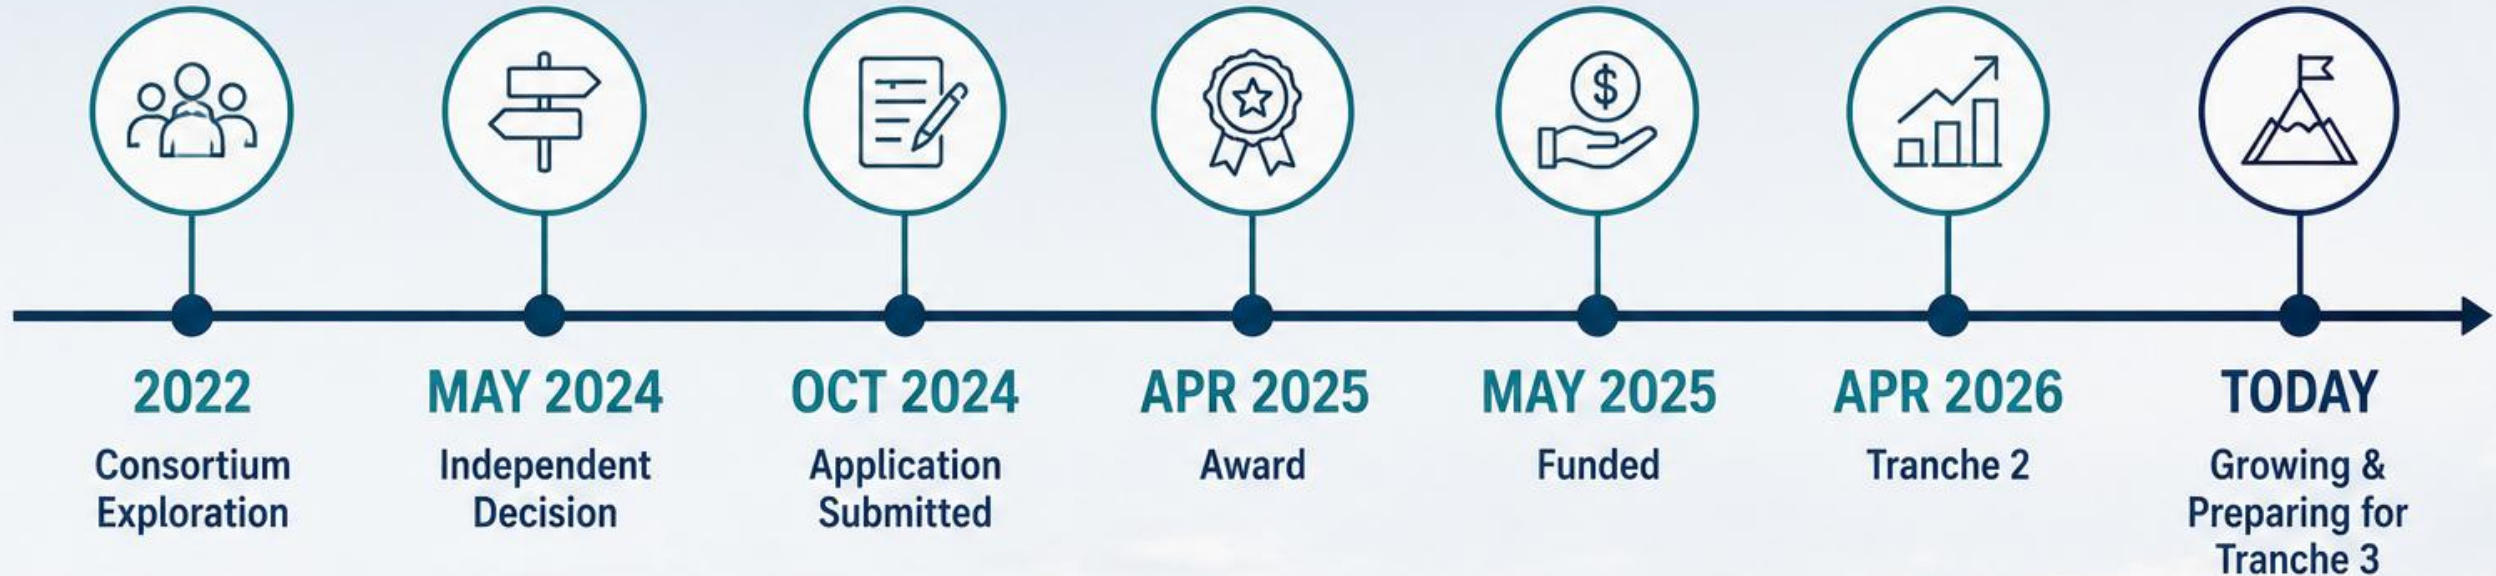 $
2022
Consortium
Exploration
MAY 2024
Independent
Decision
OCT 2024
Application
Submitted
APR 2025
Award
MAY 2025
Funded
APR 2026
Tranche 2
TODAY
Growing &
Preparing for
Tranche 3